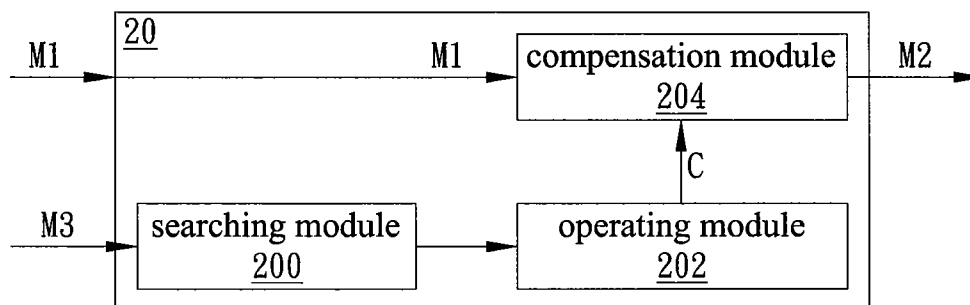 20
M1
M1
compensation module
204
M2
C
M3
searching module
200
operating module
202